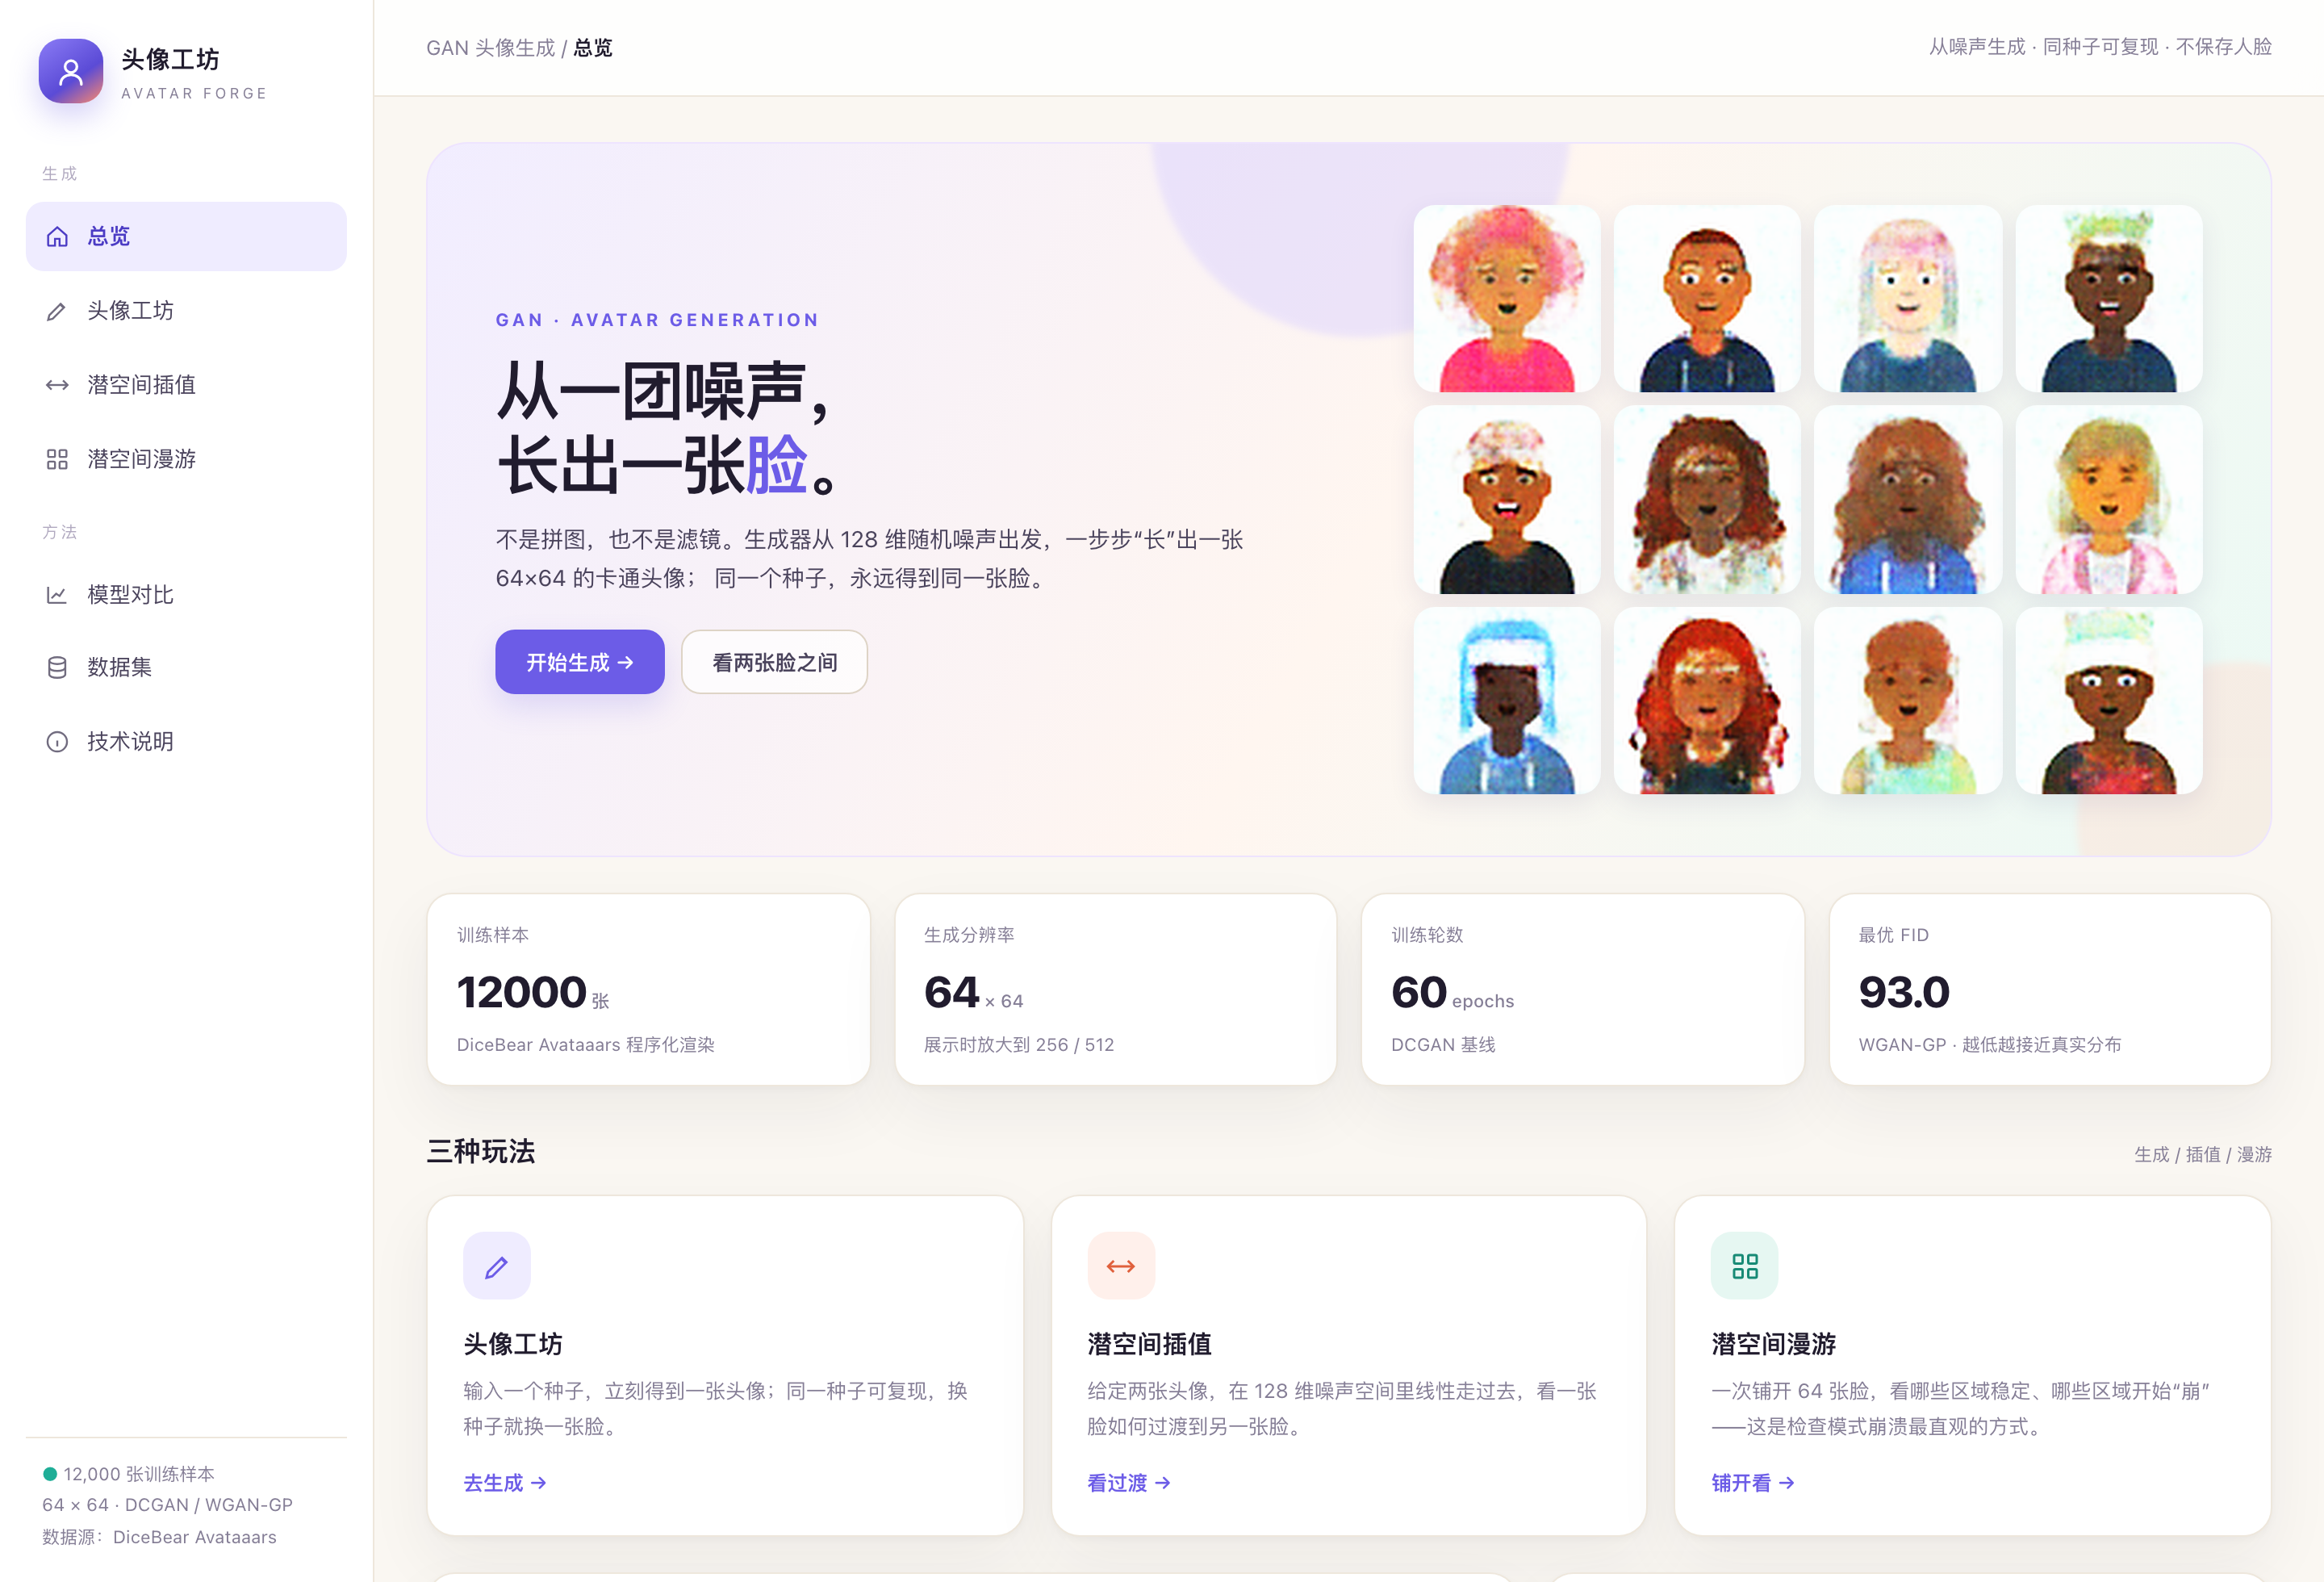 头像工坊
AVATAR FORGE
生成
总览
头像工坊
潜空间插值
潜空间漫游
方法
模型对比
数据集
技术说明
12,000 张训练样本
64 × 64 · DCGAN / WGAN-GP
数据源：DiceBear Avataaars
GAN 头像生成 / 总览
从噪声生成 · 同种子可复现 · 不保存人脸
GAN · AVATAR GENERATION
从一团噪声，
长出一张脸。
不是拼图，也不是滤镜。生成器从 128 维随机噪声出发，一步步“长”出一张
64×64 的卡通头像； 同一个种子，永远得到同一张脸。
开始生成 →
看两张脸之间
训练样本
12000 张
DiceBear Avataaars 程序化渲染
生成分辨率
64 × 64
展示时放大到 256 / 512
训练轮数
60 epochs
DCGAN 基线
最优 FID
93.0
WGAN-GP · 越低越接近真实分布
三种玩法
生成 / 插值 / 漫游
头像工坊
输入一个种子，立刻得到一张头像；同一种子可复现，换
种子就换一张脸。
去生成 →
潜空间插值
给定两张头像，在 128 维噪声空间里线性走过去，看一张
脸如何过渡到另一张脸。
看过渡 →
潜空间漫游
一次铺开 64 张脸，看哪些区域稳定、哪些区域开始“崩”
——这是检查模式崩溃最直观的方式。
铺开看 →